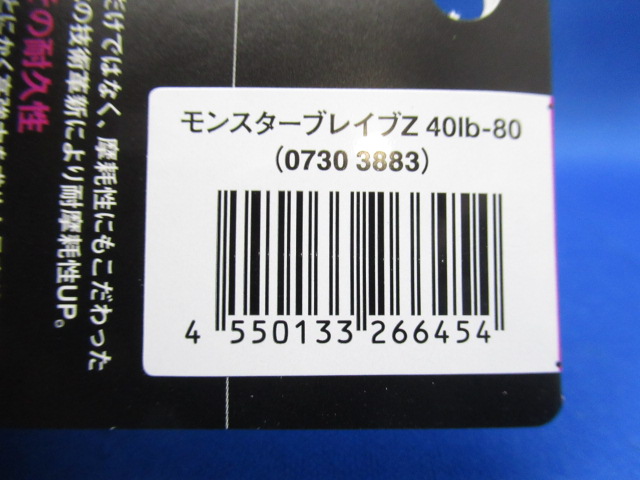 モンスターブレイブZ 40lb-80
(0730 3883)
4 550133 266454
だけではなく、摩耗性にもこだわった
の技術革新により耐摩耗性UP。
の耐久性